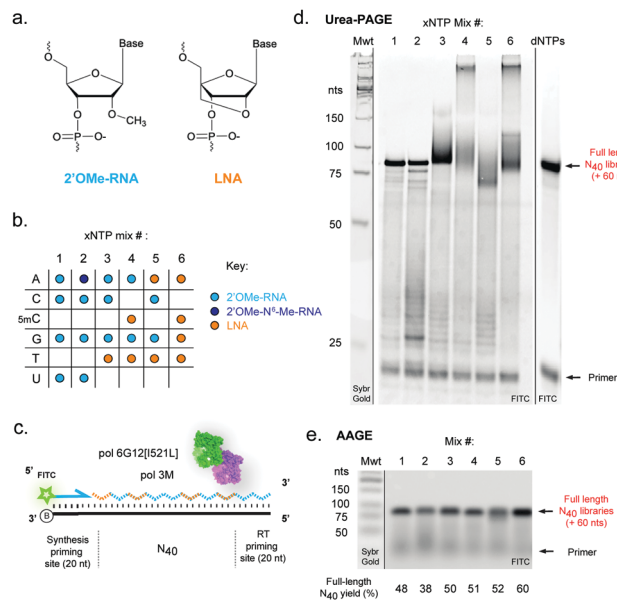 a.
Base
Base
O
O
O
O
O
O
O
O
CH3
O=P-O-
O=P-O-
2'OMe-RNA
LNA
b.
xNTP mix # :
1 2 3 4 5 6
A
C
5mC
G
T
U
Key:
2'OMe-RNA
2'OMe-N6-Me-RNA
LNA
c.
pol 6G12[I521L]
pol 3M
5'
FITC
3'
3'
B
5'
Synthesis
priming
site (20 nt)
N40
RT
priming
site (20 nt)
d. Urea-PAGE
xNTP Mix #:
Mwt
1 2 3 4 5 6
dNTPs
nts
150
100
75
50
25
Full
N40
(+ 60
Primer
Sybr
Gold
FITC
FITC
e. AAGE
Mix #:
Mwt
1 2 3 4 5 6
nts
150
100
75
50
Full length
N40 libraries
(+ 60 nts)
Primer
Sybr
Gold
FITC
Full-length
N40 yield (%)
48 38 50 51 52 60